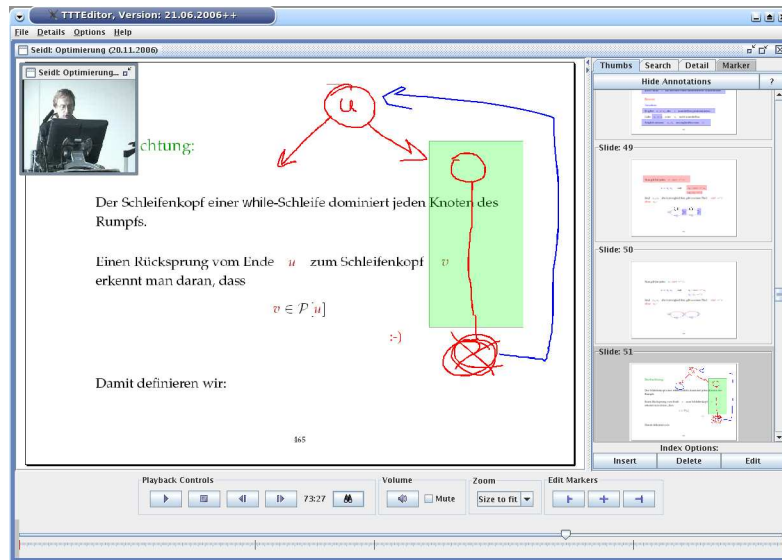 TTTEditor, Version: 21.06.2006++
File Details Options Help
Seidl: Optimierung (20.11.2006)
Seidl: Optimierung...
u
chtung:
Der Schleifenkopf einer while-Schleife dominiert jeden Knoten des
Rumpfs.
Einen Rücksprung vom Ende u zum Schleifenkopf v
erkennt man daran, dass
v ∈ P[u]
:-)
Damit definieren wir:
165
Thumbs Search Detail Marker
Hide Annotations ?
Slide: 49
Slide: 50
Slide: 51
Index Options:
Insert Delete Edit
Playback Controls
73:27
Volume
Mute
Zoom
Size to fit
Edit Markers